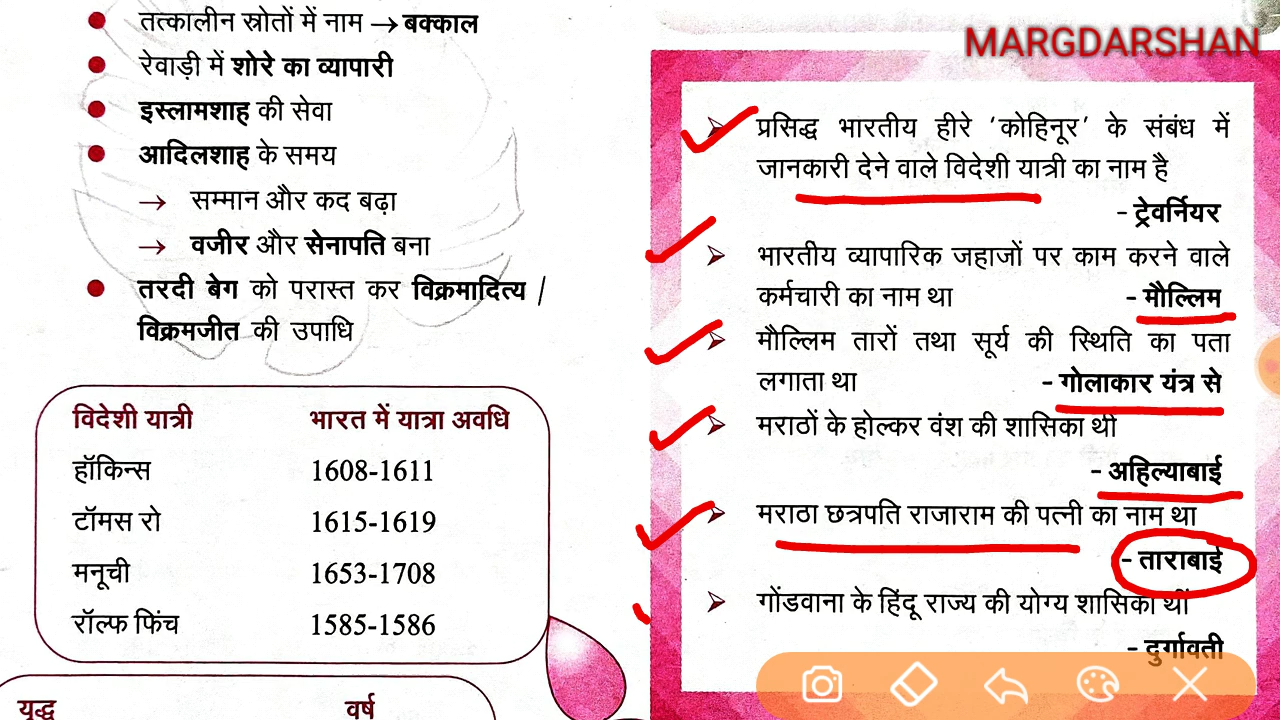 तत्कालीन स्रोतों में नाम → बक्काल
रेवाड़ी में शोरे का व्यापारी
इस्लामशाह की सेवा
आदिलशाह के समय
→ सम्मान और कद बढ़ा
→ वजीर और सेनापति बना
तरदी बेग को परास्त कर विक्रमादित्य /
विक्रमजीत की उपाधि
विदेशी यात्री भारत में यात्रा अवधि
हॉकिन्स 1608-1611
टॉमस रो 1615-1619
मनूची 1653-1708
रॉल्फ फिंच 1585-1586
युद्ध वर्ष
MARGDARSHAN
प्रसिद्ध भारतीय हीरे 'कोहिनूर' के संबंध में
जानकारी देने वाले विदेशी यात्री का नाम है
- ट्रेवर्नियर
भारतीय व्यापारिक जहाजों पर काम करने वाले
कर्मचारी का नाम था - मौल्लिम
मौल्लिम तारों तथा सूर्य की स्थिति का पता
लगाता था - गोलाकार यंत्र से
मराठों के होल्कर वंश की शासिका थीं
- अहिल्याबाई
मराठा छत्रपति राजाराम की पत्नी का नाम था
- ताराबाई
गोंडवाना के हिंदू राज्य की योग्य शासिका थीं
- दुर्गावती